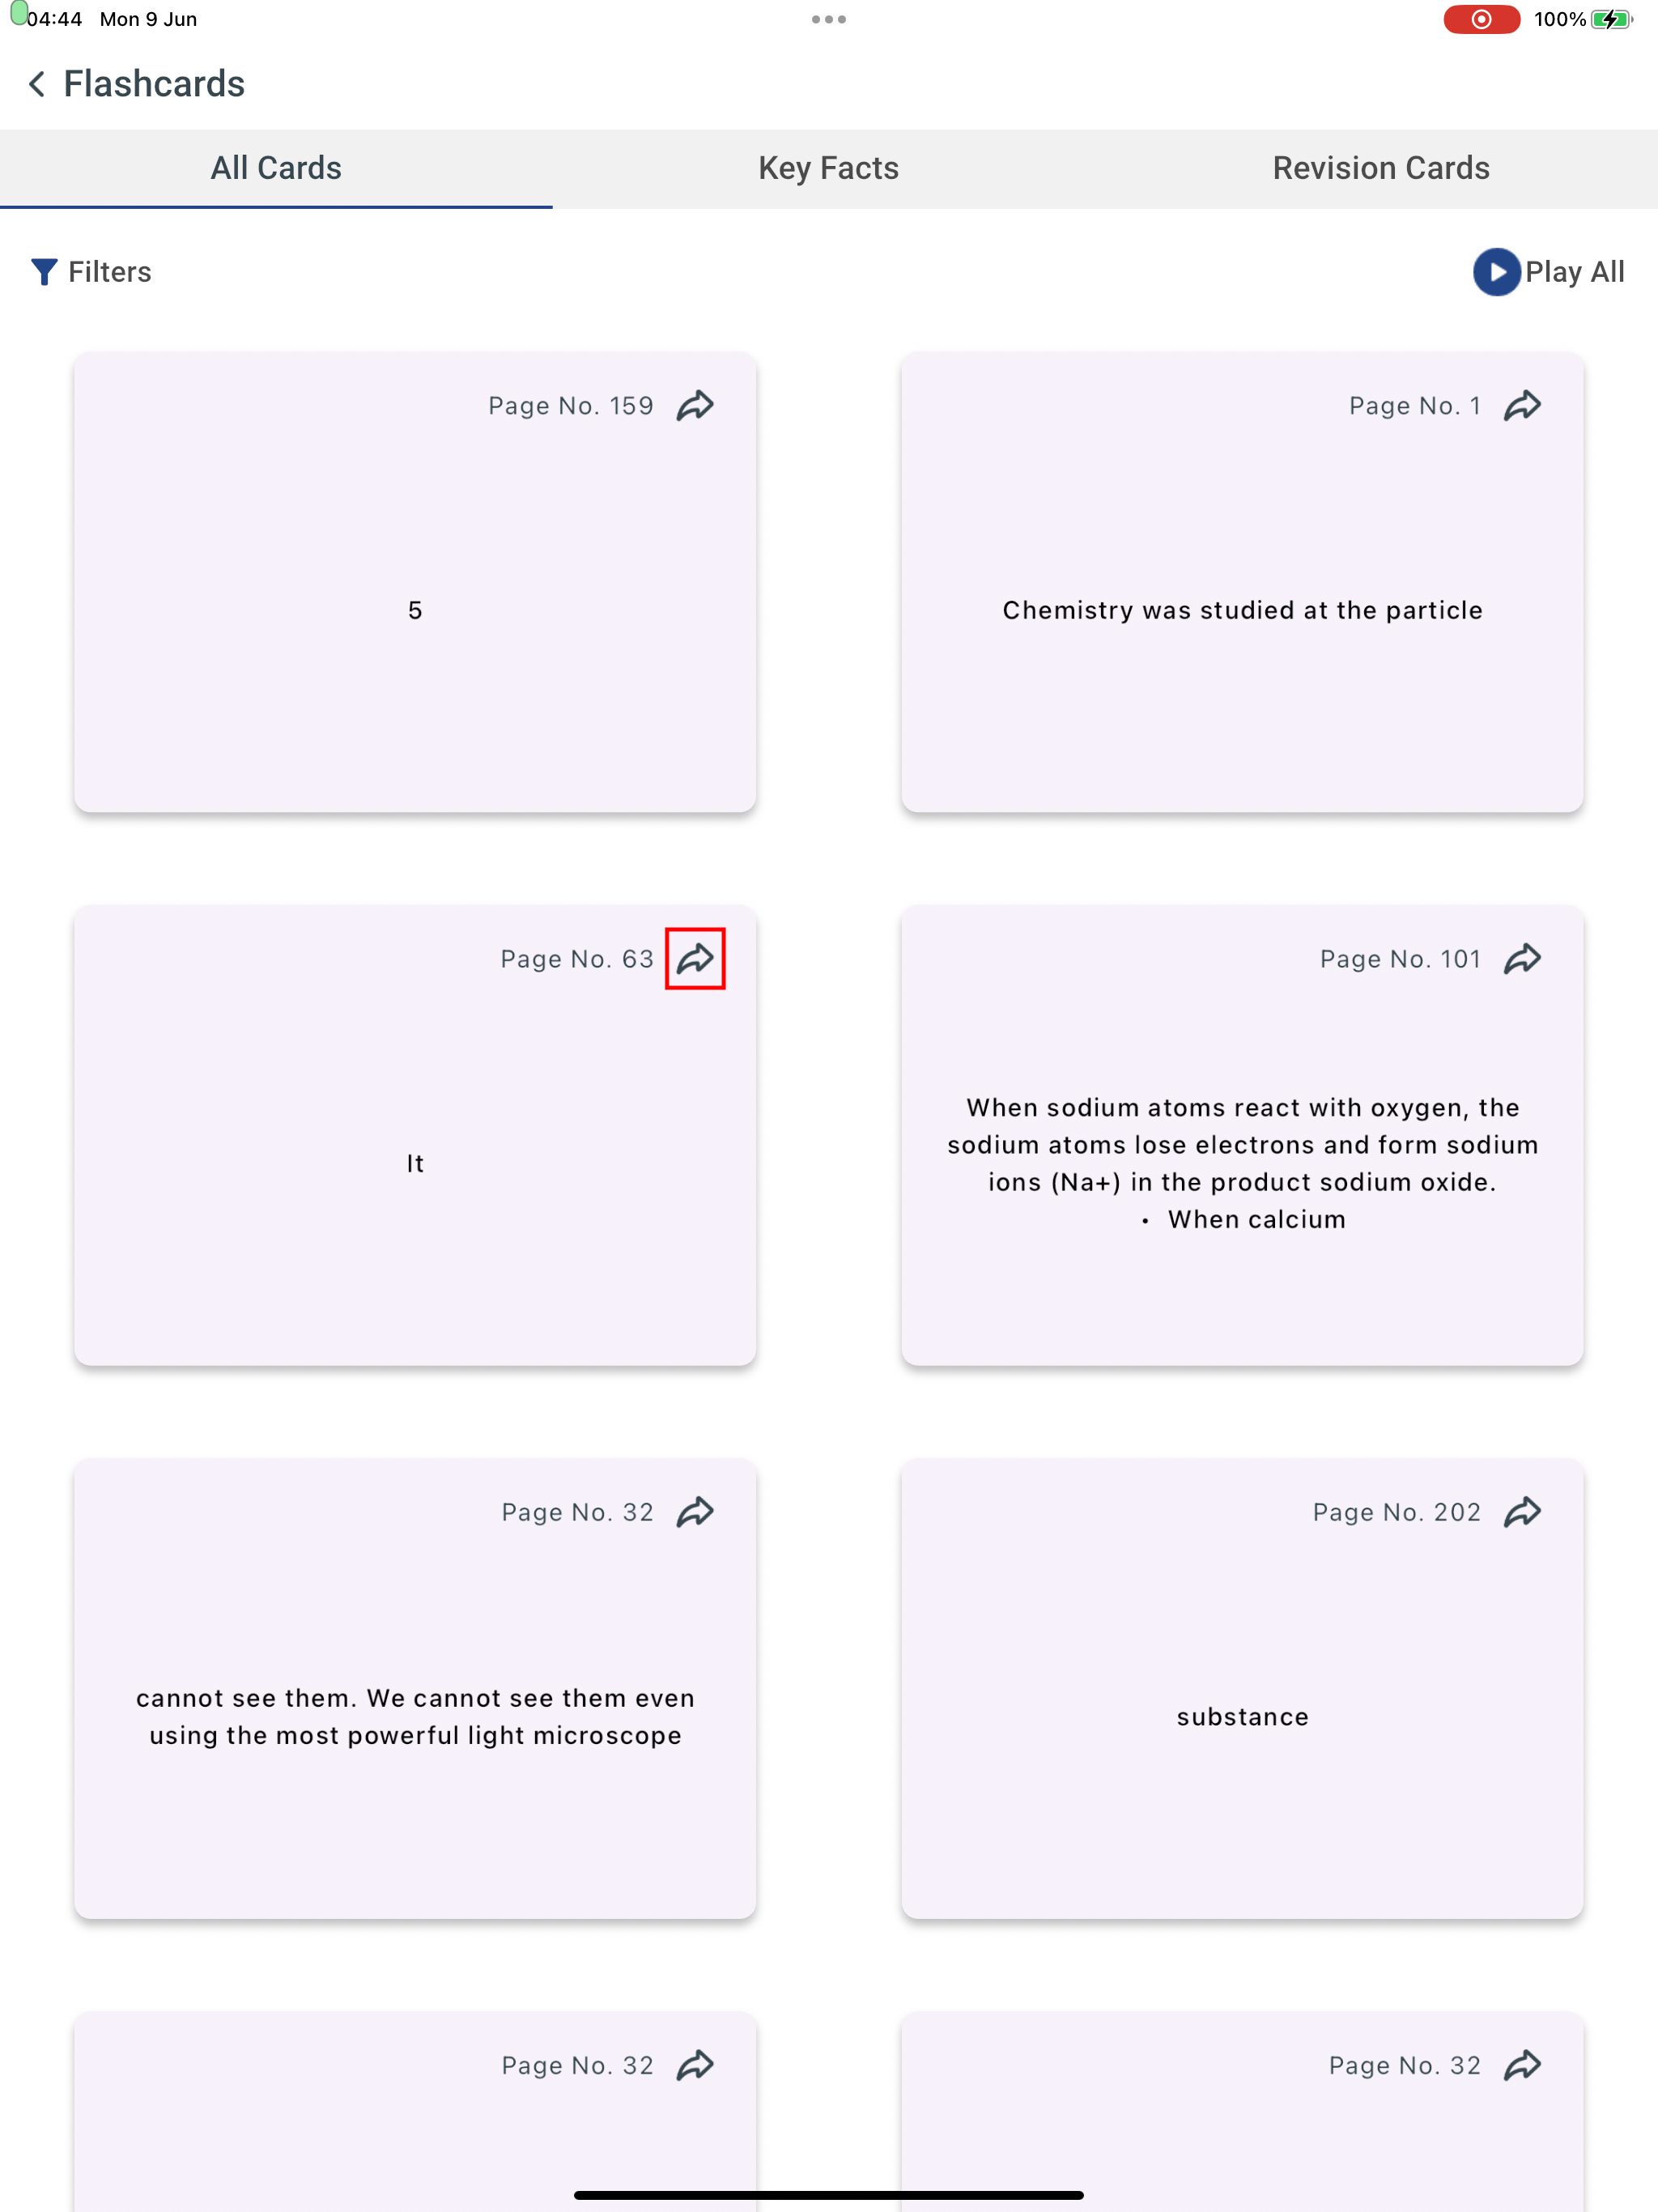 04:44 Mon 9 Jun
100%
Flashcards
All Cards
Key Facts
Revision Cards
Filters
Play All
Page No. 159
5
Page No. 1
Chemistry was studied at the particle
Page No. 63
It
Page No. 101
When sodium atoms react with oxygen, the
sodium atoms lose electrons and form sodium
ions (Na+) in the product sodium oxide.
• When calcium
Page No. 32
cannot see them. We cannot see them even
using the most powerful light microscope
Page No. 202
substance
Page No. 32
Page No. 32